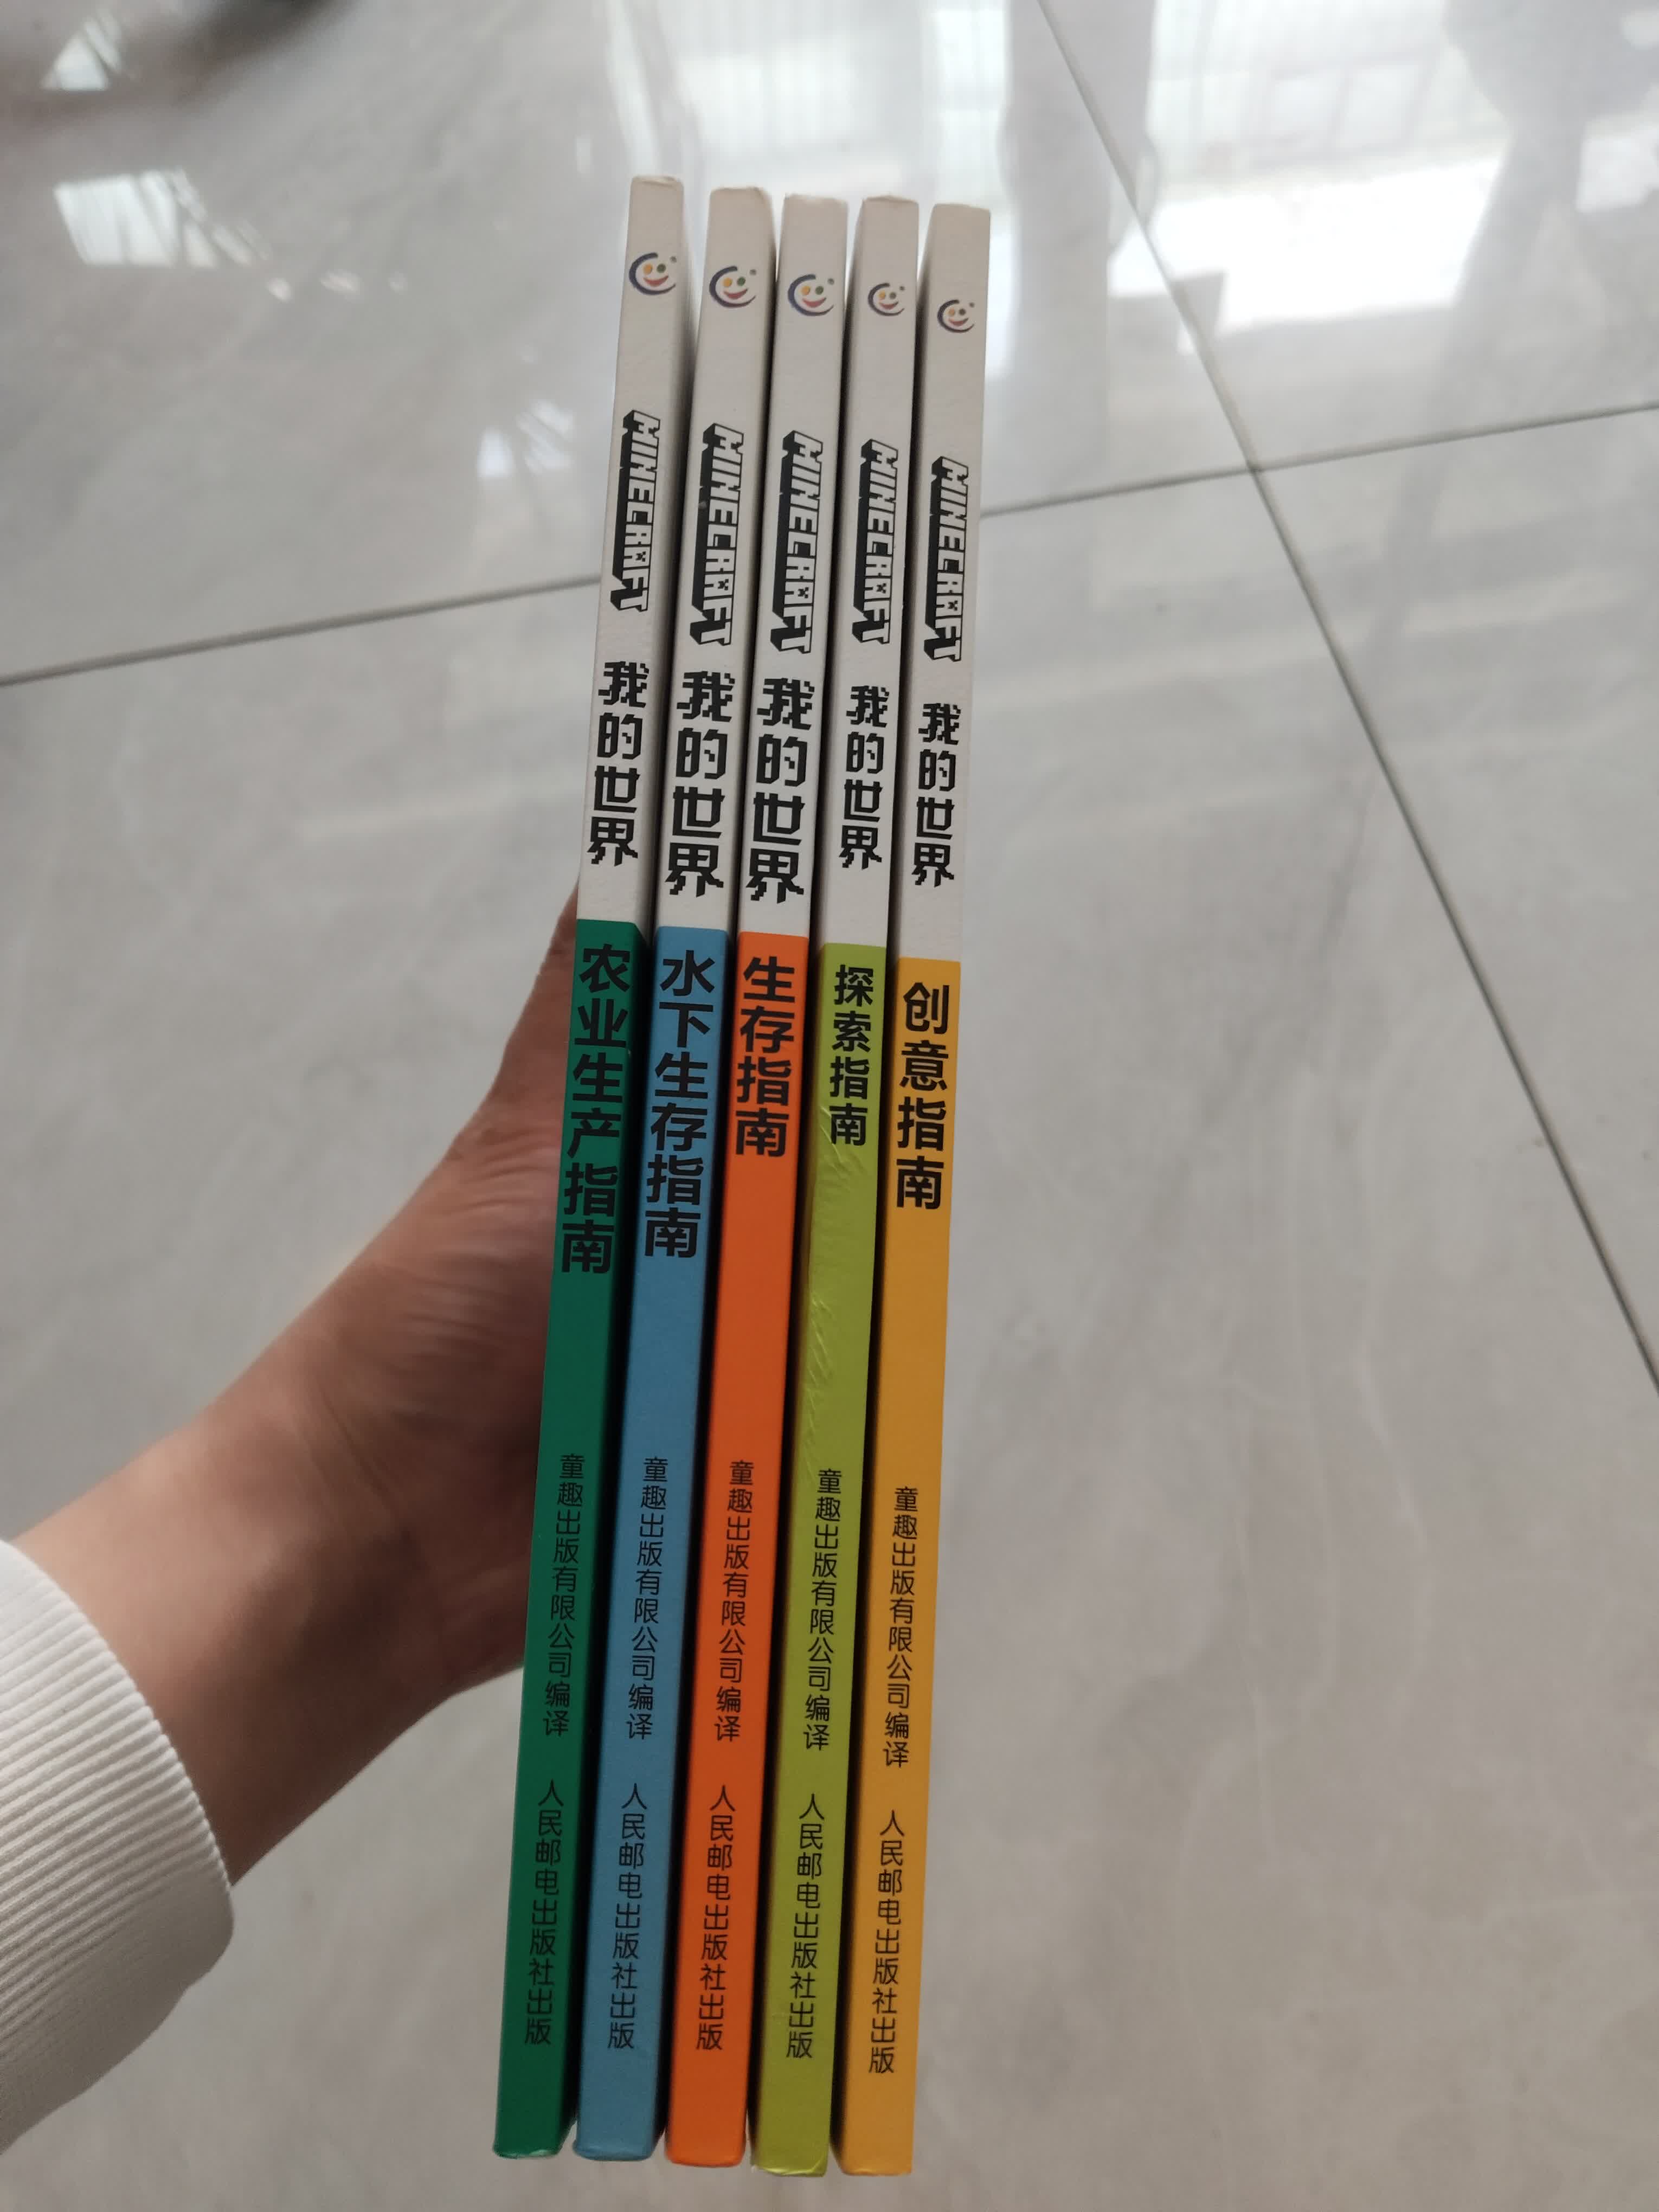 MINECRAFT
我的世界
农业生产指南
童趣出版有限公司编译
人民邮电出版社出版
MINECRAFT
我的世界
水下生存指南
童趣出版有限公司编译
人民邮电出版社出版
MINECRAFT
我的世界
生存指南
童趣出版有限公司编译
人民邮电出版社出版
MINECRAFT
我的世界
探索指南
童趣出版有限公司编译
人民邮电出版社出版
MINECRAFT
我的世界
创意指南
童趣出版有限公司编译
人民邮电出版社出版